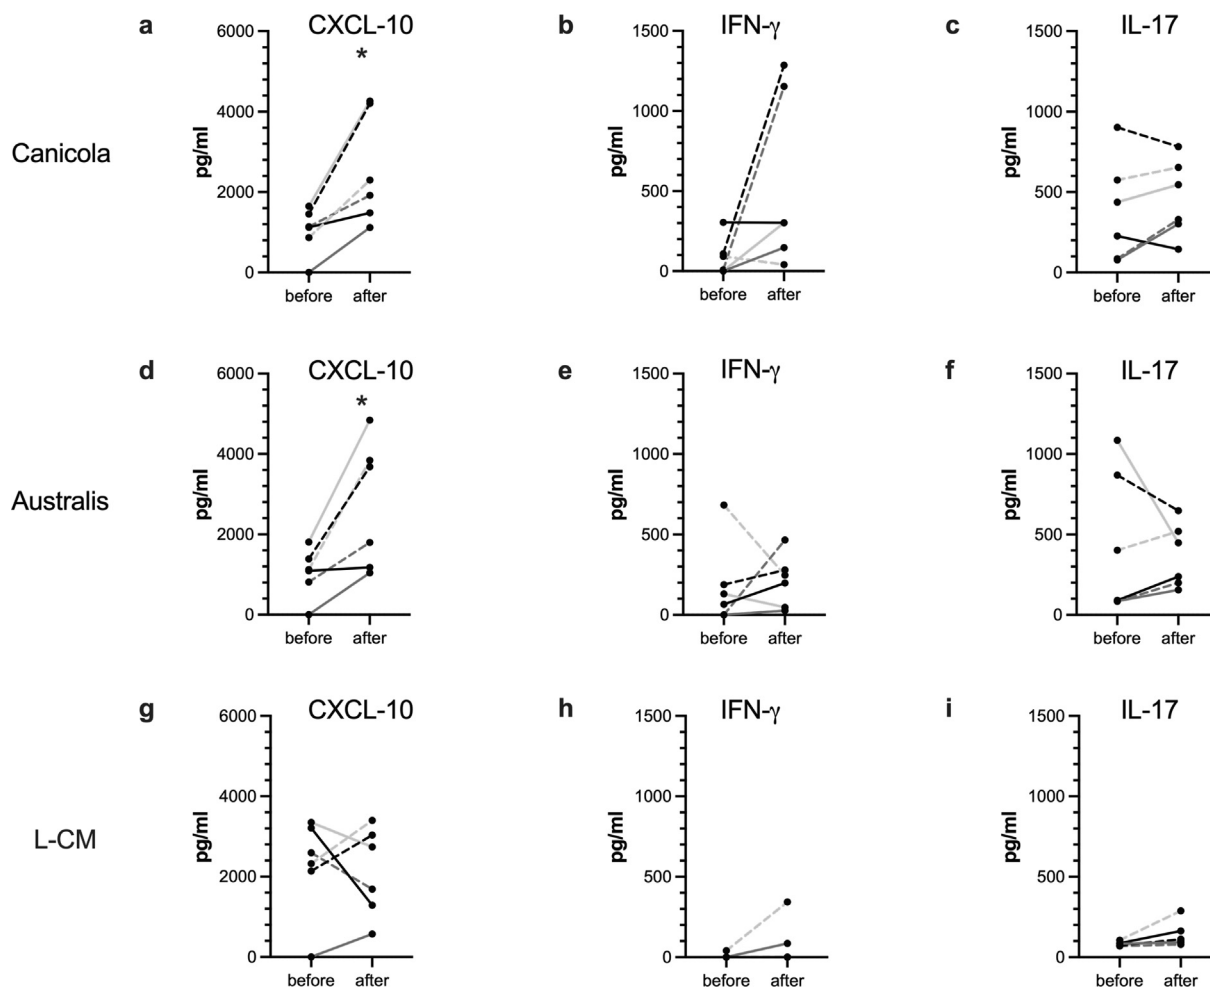 a CXCL-10 b IFN-γ c IL-17
6000 * 1500 1500
Canicola pg/ml 4000 pg/ml 1000 pg/ml 1000
2000 500 500
0 0 0
before after before after before after
d CXCL-10 e IFN-γ f IL-17
6000 * 1500 1500
Australis pg/ml 4000 pg/ml 1000 pg/ml 1000
2000 500 500
0 0 0
before after before after before after
g CXCL-10 h IFN-γ i IL-17
6000 1500 1500
L-CM pg/ml 4000 pg/ml 1000 pg/ml 1000
2000 500 500
0 0 0
before after before after before after